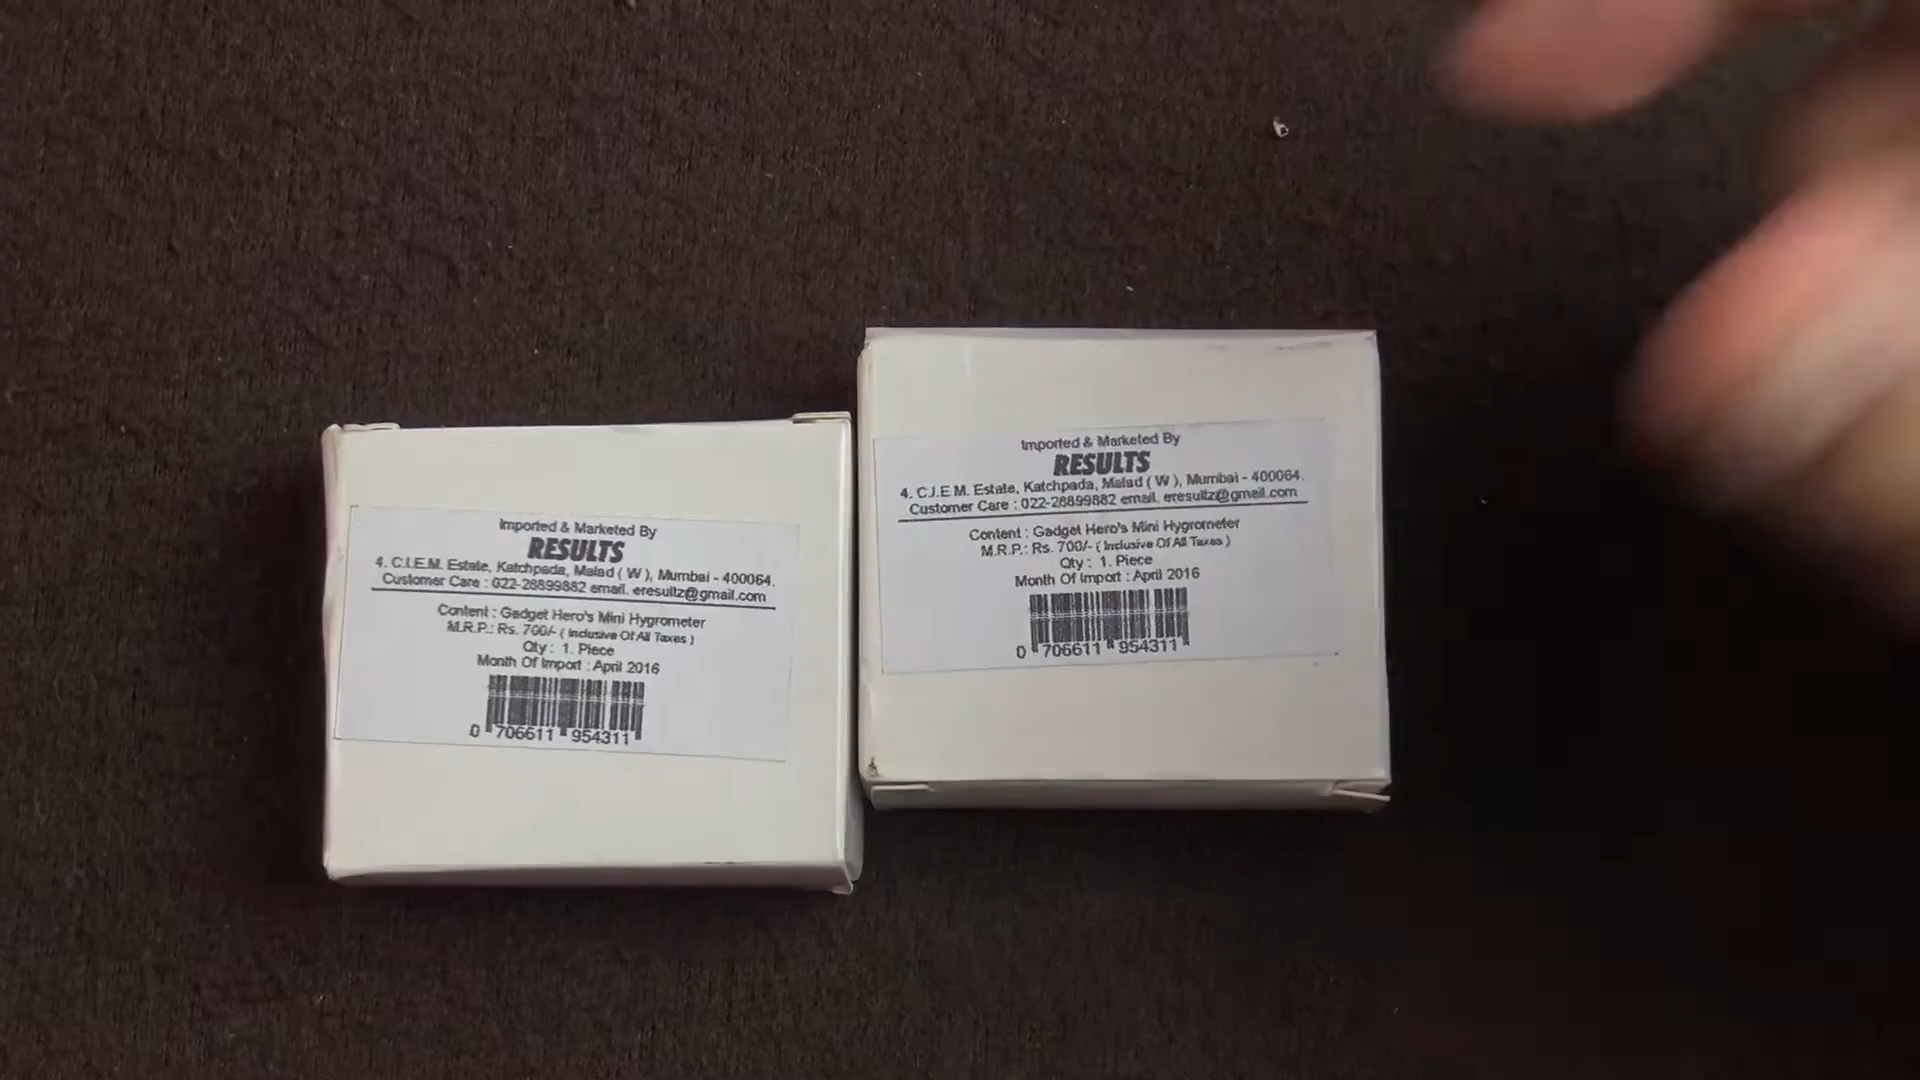 Imported & Marketed By
RESULTS
4. C.I.E.M. Estate, Katchpada, Malad ( W ), Mumbai - 400064.
Customer Care : 022-28899882 email. eresultz@gmail.com
Content : Gadget Hero's Mini Hygrometer
M.R.P.: Rs. 700/- ( Inclusive Of All Taxes )
Qty : 1. Piece
Month Of Import : April 2016
0 706611 954311
Imported & Marketed By
RESULTS
4. C.I.E.M. Estate, Katchpada, Malad ( W ), Mumbai - 400064.
Customer Care : 022-28899882 email. eresultz@gmail.com
Content : Gadget Hero's Mini Hygrometer
M.R.P.: Rs. 700/- ( Inclusive Of All Taxes )
Qty : 1. Piece
Month Of Import : April 2016
0 706611 954311